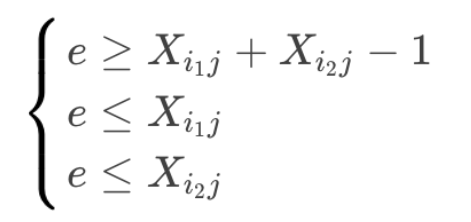 e ≥ X_{i_1 j} + X_{i_2 j} − 1
e ≤ X_{i_1 j}
e ≤ X_{i_2 j}